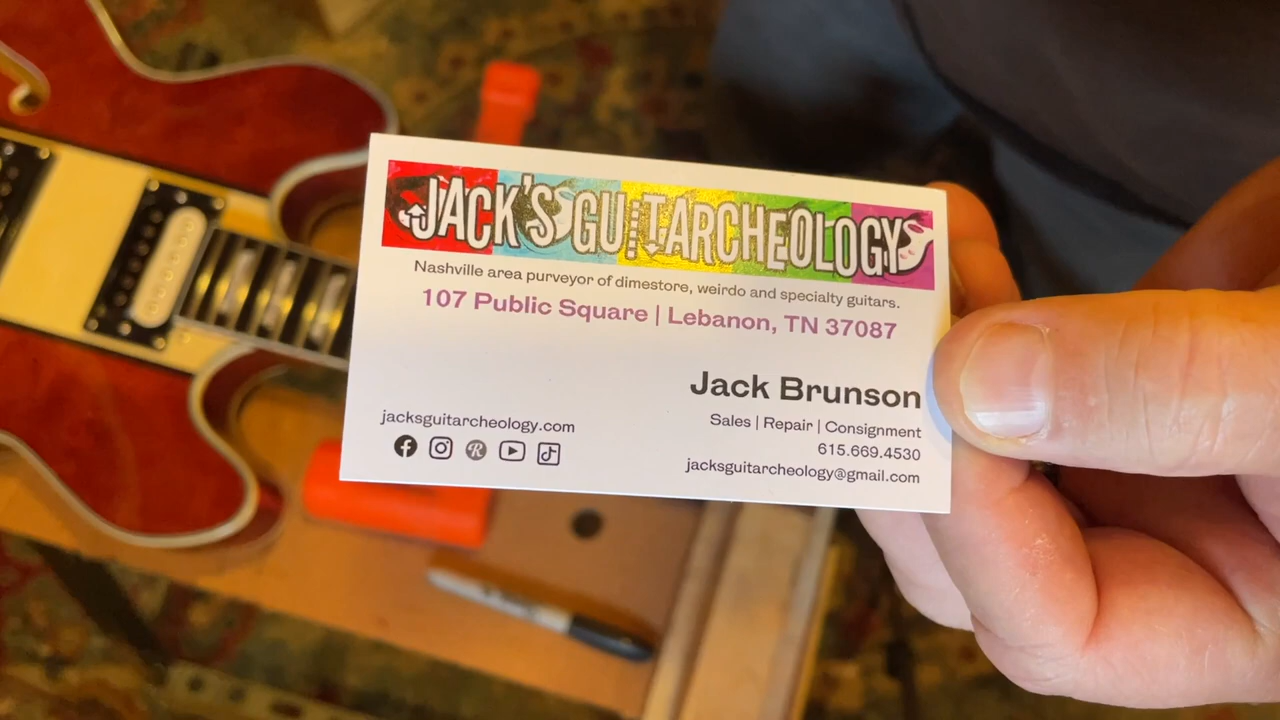 JACK'S GUITARCHEOLOGY
Nashville area purveyor of dimestore, weirdo and specialty guitars.
107 Public Square | Lebanon, TN 37087
Jack Brunson
Sales | Repair | Consignment
615.669.4530
jacksguitarcheology@gmail.com
jacksguitarcheology.com